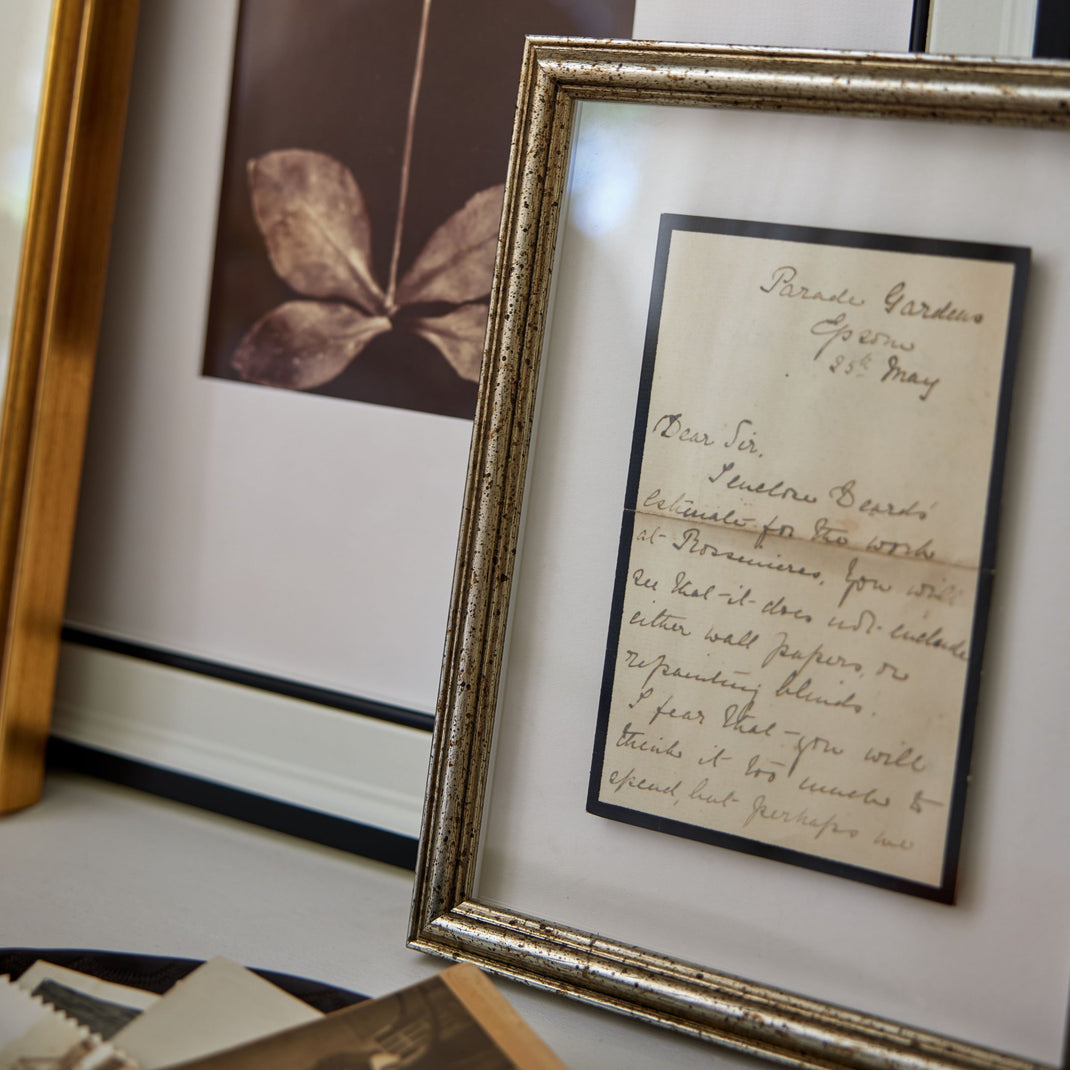 Parade Gardens
Epsom
25th May
Dear Sir,
I enclose Beards'
estimate for the work
at Rossmieres. You will
see that it does not include
either wall papers, or
repainting blinds.
I fear that you will
think it too much to
spend, but perhaps we